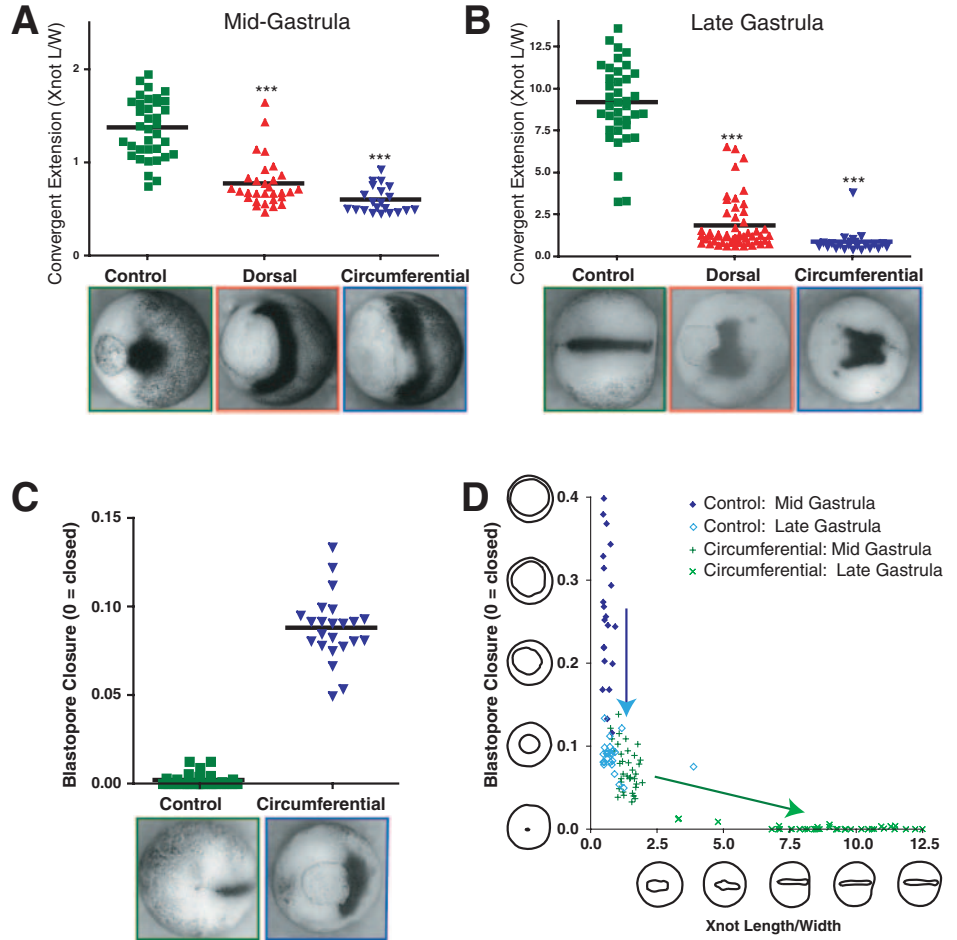 A
Mid-Gastrula
Convergent Extension (Xnot L/W)
2
1
0
***
***
Control
Dorsal
Circumferential
B
Late Gastrula
Convergent Extension (Xnot L/W)
12.5
10.0
7.5
5.0
2.5
0.0
***
***
Control
Dorsal
Circumferential
C
Blastopore Closure (0 = closed)
0.15
0.10
0.05
0.00
Control
Circumferential
D
Blastopore Closure (0 = closed)
0.4
0.3
0.2
0.1
0.0
Control: Mid Gastrula
Control: Late Gastrula
Circumferential: Mid Gastrula
Circumferential: Late Gastrula
0.0
2.5
5.0
7.5
10.0
12.5
Xnot Length/Width